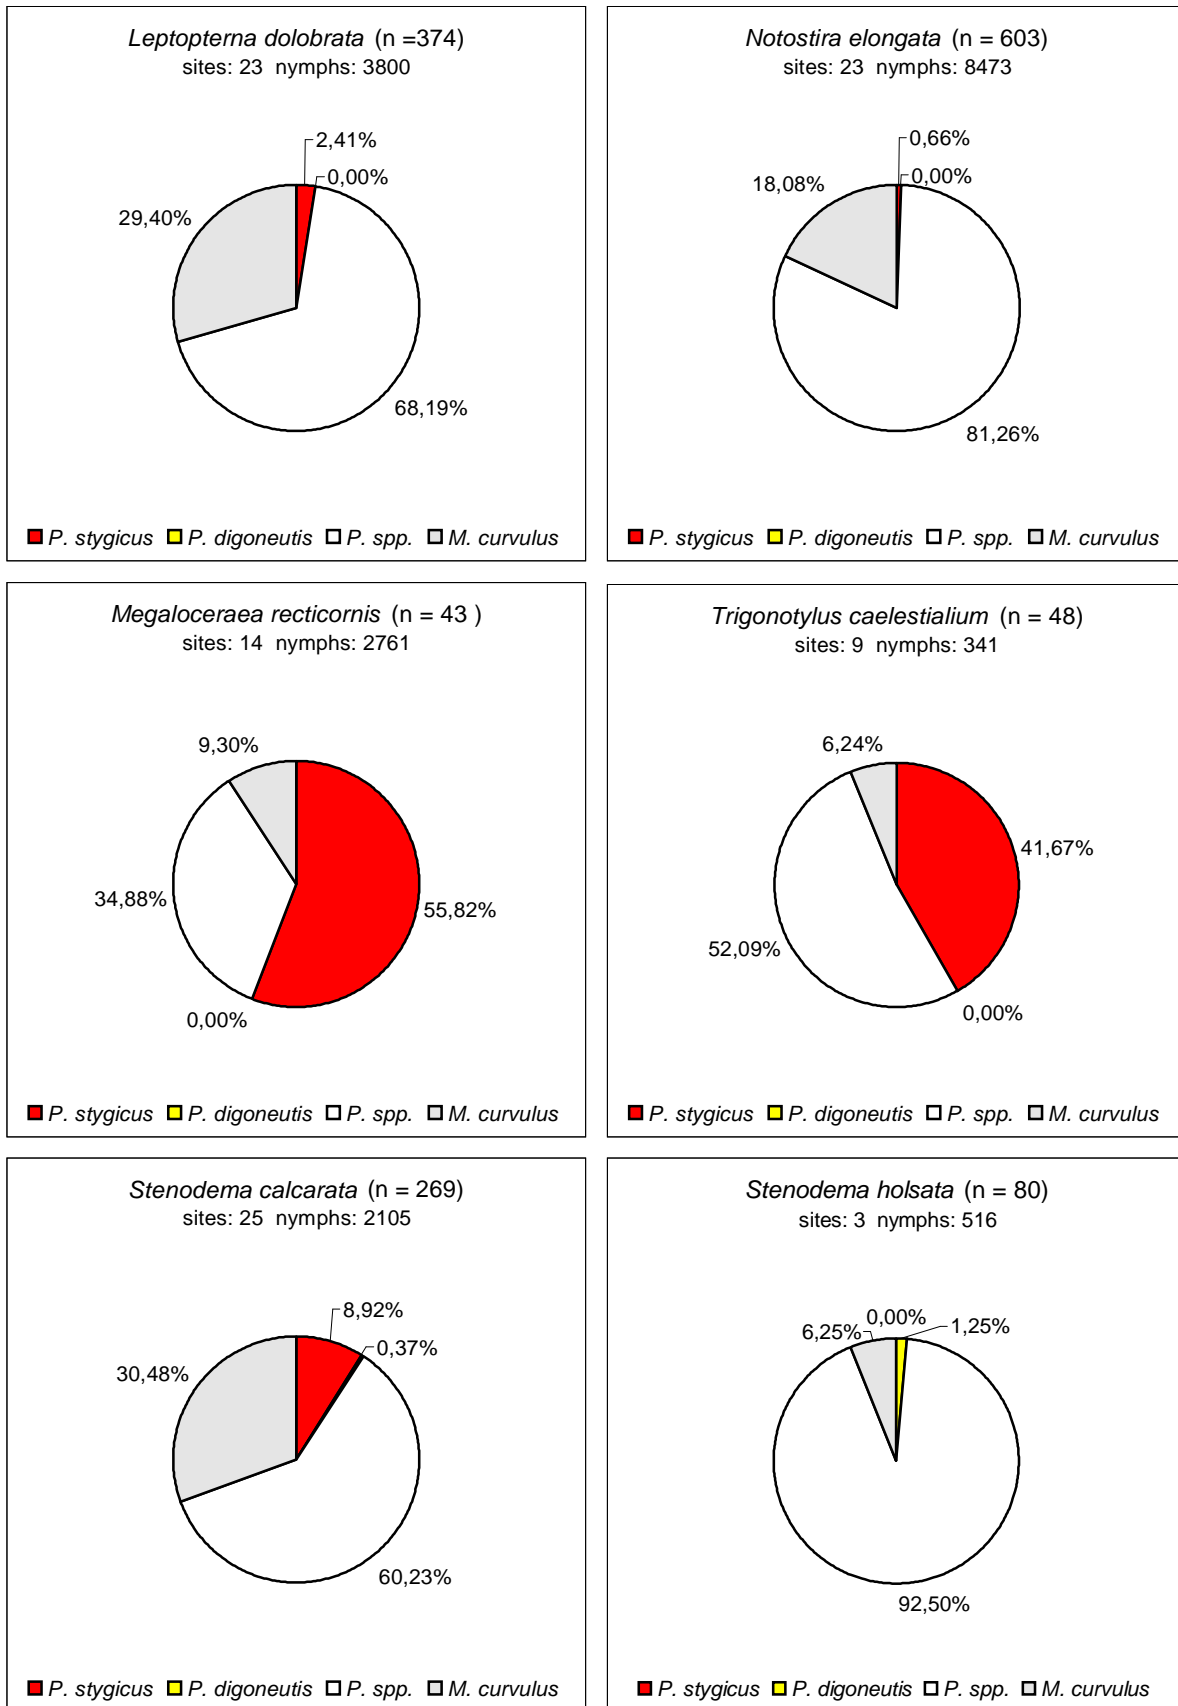 Leptopterna dolobrata (n =374)
sites: 23 nymphs: 3800
2,41%
0,00%
29,40%
68,19%
P. stygicus P. digoneutis P. spp. M. curvulus
Notostira elongata (n = 603)
sites: 23 nymphs: 8473
0,66%
0,00%
18,08%
81,26%
P. stygicus P. digoneutis P. spp. M. curvulus
Megaloceraea recticornis (n = 43 )
sites: 14 nymphs: 2761
9,30%
34,88%
55,82%
0,00%
P. stygicus P. digoneutis P. spp. M. curvulus
Trigonotylus caelestialium (n = 48)
sites: 9 nymphs: 341
6,24%
41,67%
52,09%
0,00%
P. stygicus P. digoneutis P. spp. M. curvulus
Stenodema calcarata (n = 269)
sites: 25 nymphs: 2105
8,92%
0,37%
30,48%
60,23%
P. stygicus P. digoneutis P. spp. M. curvulus
Stenodema holsata (n = 80)
sites: 3 nymphs: 516
0,00%
1,25%
6,25%
92,50%
P. stygicus P. digoneutis P. spp. M. curvulus